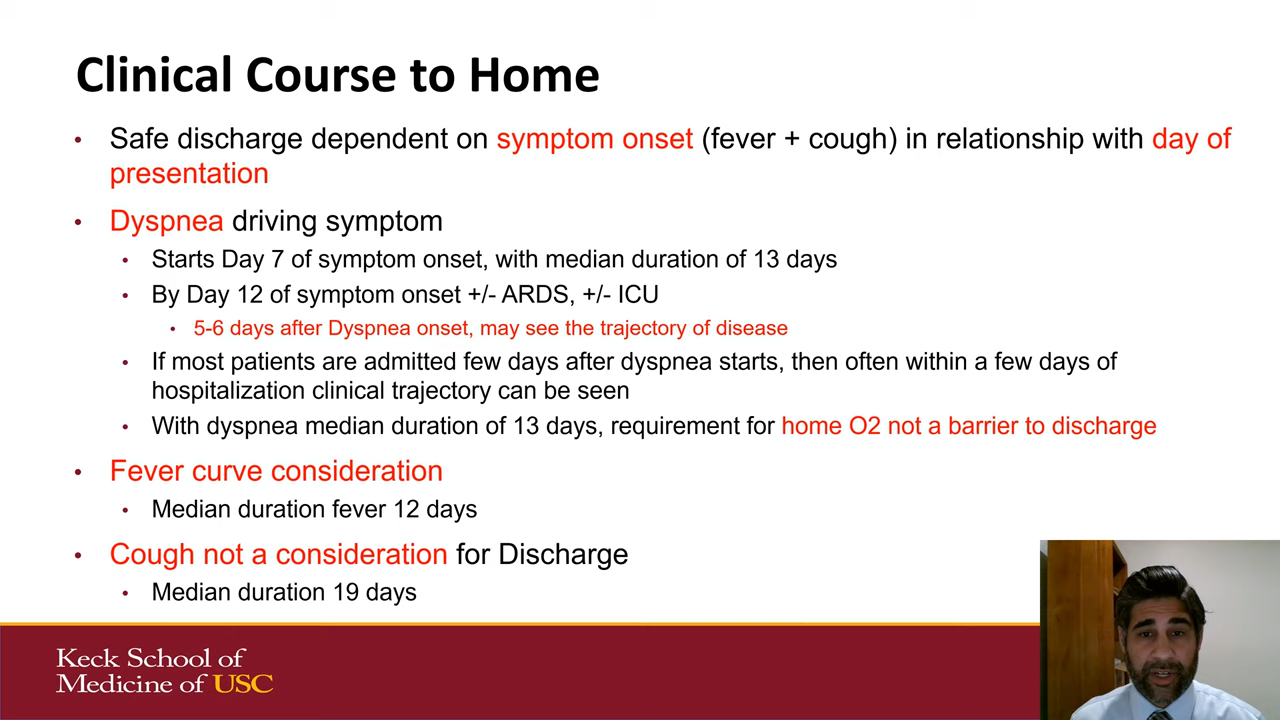 Clinical Course to Home
• Safe discharge dependent on symptom onset (fever + cough) in relationship with day of
presentation
• Dyspnea driving symptom
• Starts Day 7 of symptom onset, with median duration of 13 days
• By Day 12 of symptom onset +/- ARDS, +/- ICU
• 5-6 days after Dyspnea onset, may see the trajectory of disease
• If most patients are admitted few days after dyspnea starts, then often within a few days of
hospitalization clinical trajectory can be seen
• With dyspnea median duration of 13 days, requirement for home O2 not a barrier to discharge
• Fever curve consideration
• Median duration fever 12 days
• Cough not a consideration for Discharge
• Median duration 19 days
Keck School of
Medicine of USC